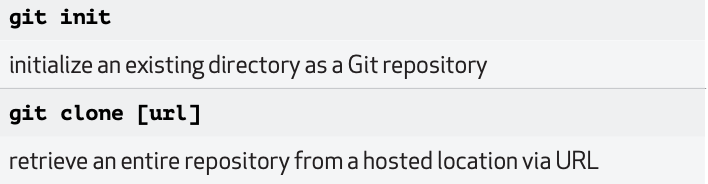 git init
initialize an existing directory as a Git repository
git clone [url]
retrieve an entire repository from a hosted location via URL